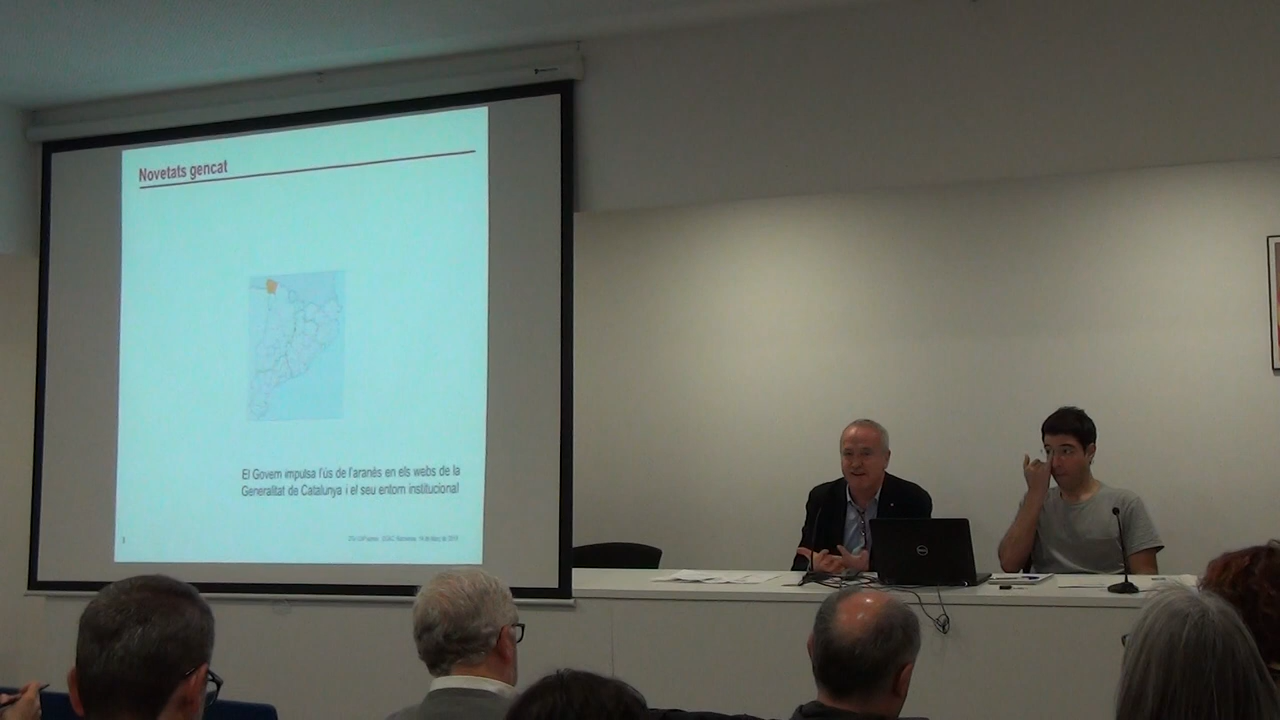 Novetats gencat
El Govern impulsa l'ús de l'aranès en els webs de la
Generalitat de Catalunya i el seu entorn institucional
DELL